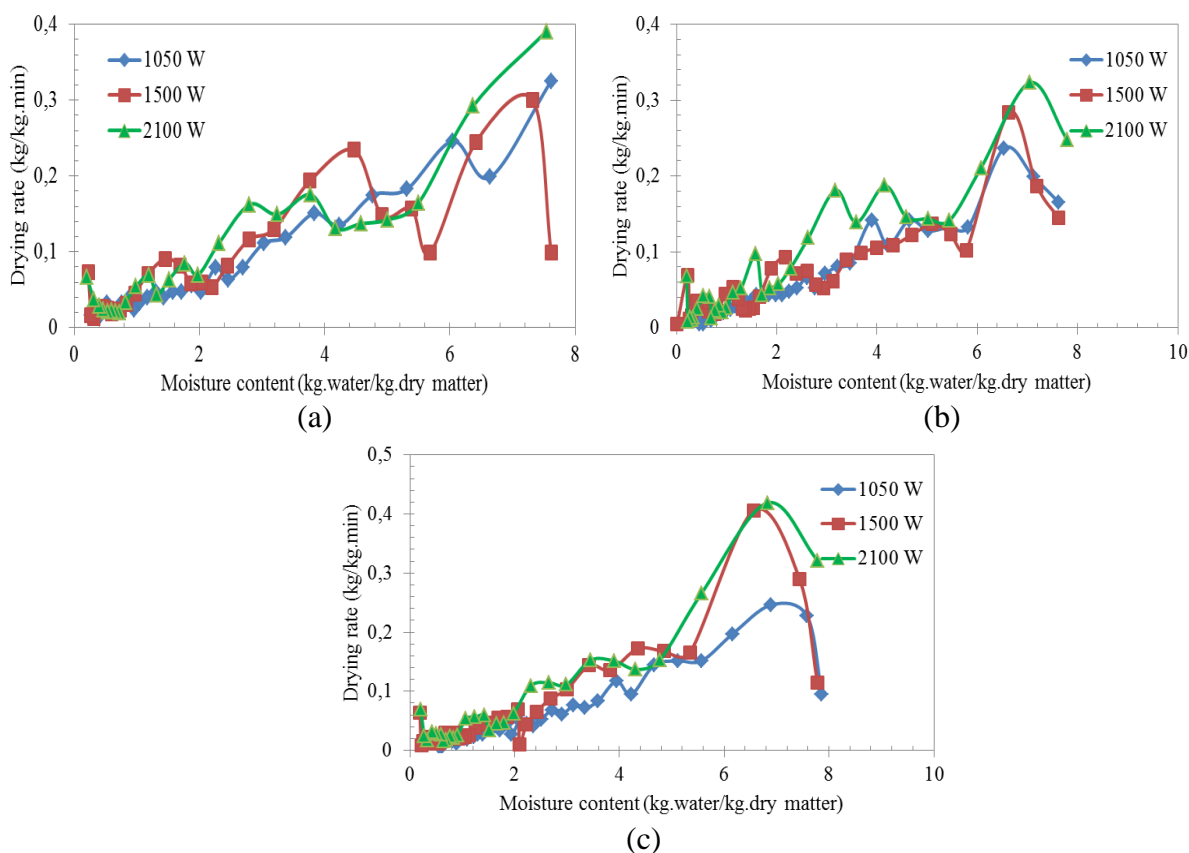 0,4
0,3
0,2
0,1
0
Drying rate (kg/kg.min)
1050 W
1500 W
2100 W
0 2 4 6 8
Moisture content (kg.water/kg.dry matter)
(a)
0,4
0,3
0,2
0,1
0
Drying rate (kg/kg.min)
1050 W
1500 W
2100 W
0 2 4 6 8 10
Moisture content (kg.water/kg.dry matter)
(b)
0,5
0,4
0,3
0,2
0,1
0
Drying rate (kg/kg.min)
1050 W
1500 W
2100 W
0 2 4 6 8 10
Moisture content (kg.water/kg.dry matter)
(c)